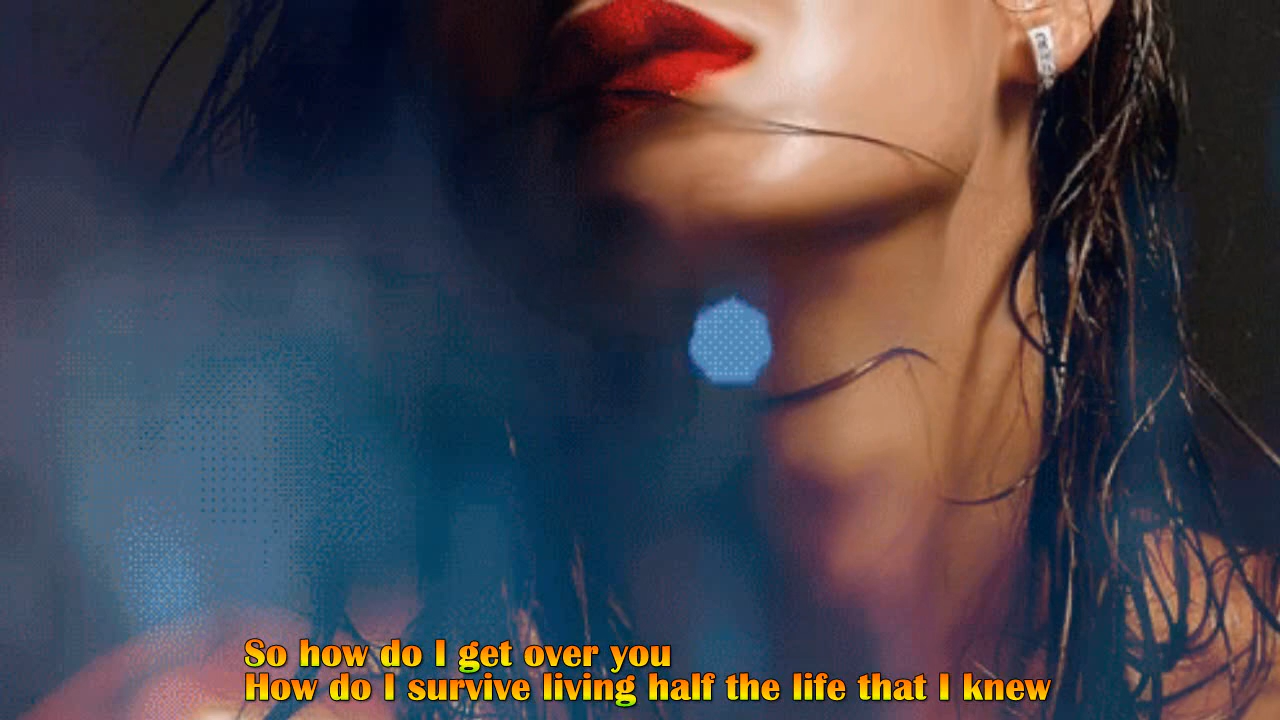 So how do I get over you
How do I survive living half the life that I knew